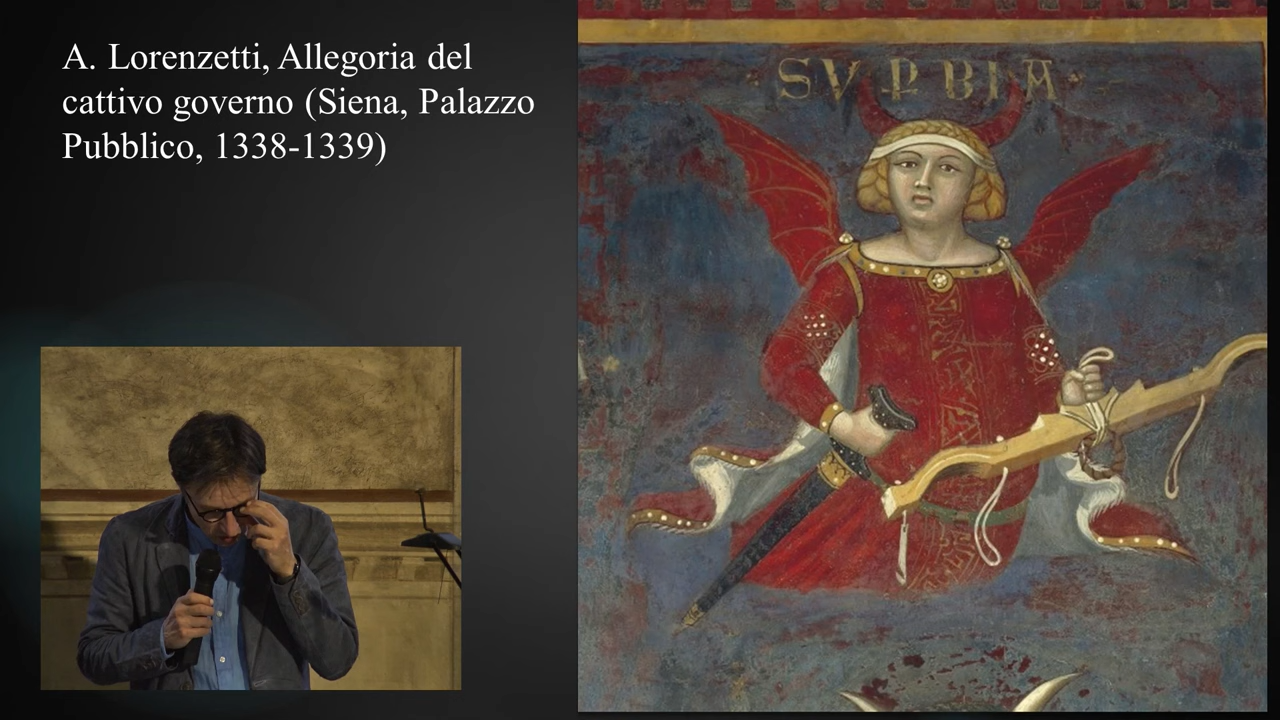 A. Lorenzetti, Allegoria del
cattivo governo (Siena, Palazzo
Pubblico, 1338-1339)
· SVPBIA ·